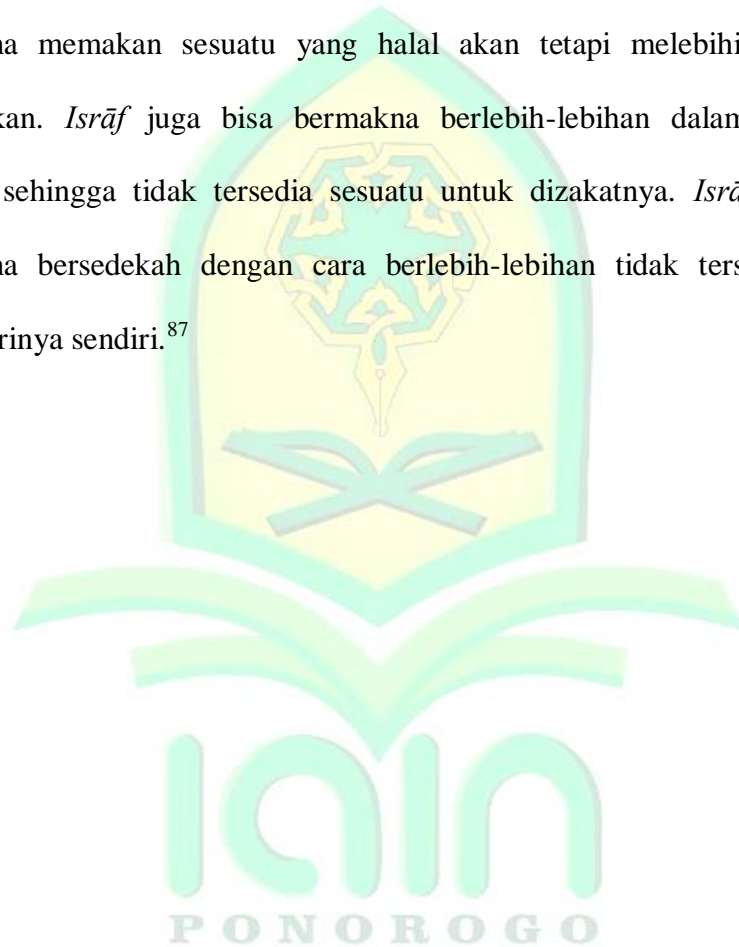 na memakan sesuatu yang halal akan tetapi melebihi
kan. Isrāf juga bisa bermakna berlebih-lebihan dalam
sehingga tidak tersedia sesuatu untuk dizakatnya. Isrā
na bersedekah dengan cara berlebih-lebihan tidak ters
rinya sendiri.87
iain
PONOROGO